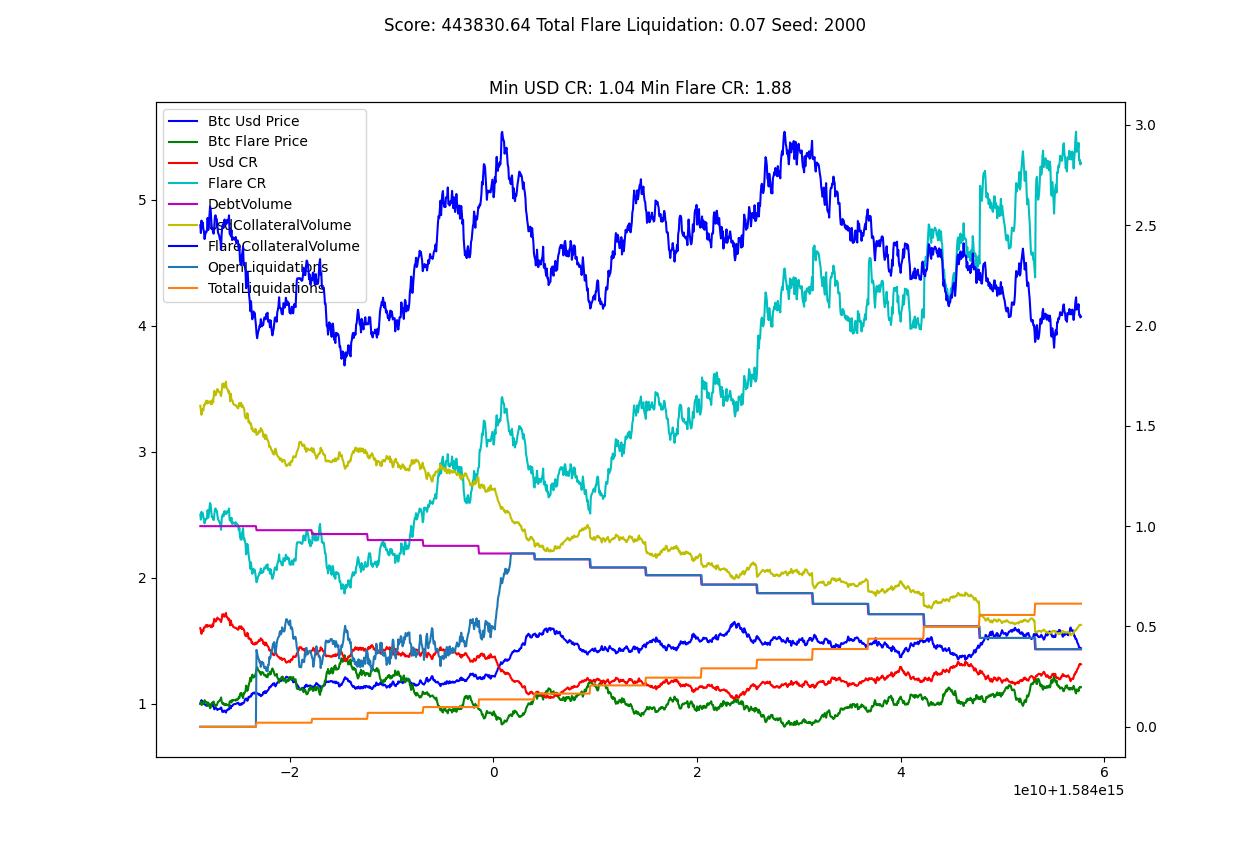 Score: 443830.64 Total Flare Liquidation: 0.07 Seed: 2000
Min USD CR: 1.04 Min Flare CR: 1.88
Btc Usd Price
Btc Flare Price
Usd CR
Flare CR
DebtVolume
UsdCollateralVolume
FlareCollateralVolume
OpenLiquidations
TotalLiquidations
5
4
3
2
1
3.0
2.5
2.0
1.5
1.0
0.5
0.0
−2
0
2
4
6
1e10+1.584e15